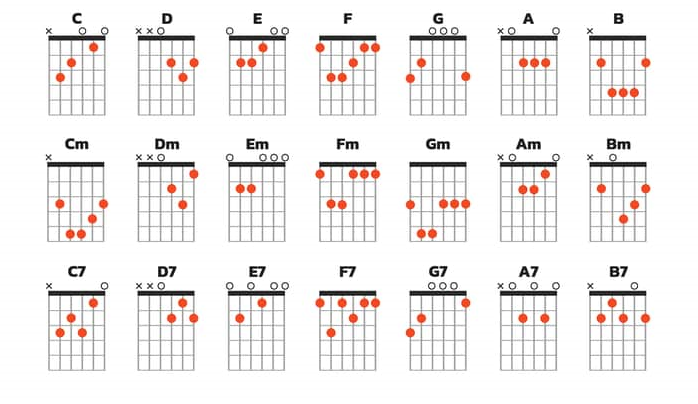 C D E F G A B
× o o × × o o o o o o o × o o ×
Cm Dm Em Fm Gm Am Bm
× × × o o o o o × o o × o
C7 D7 E7 F7 G7 A7 B7
× o × × o o o o o o o o × o o o × o